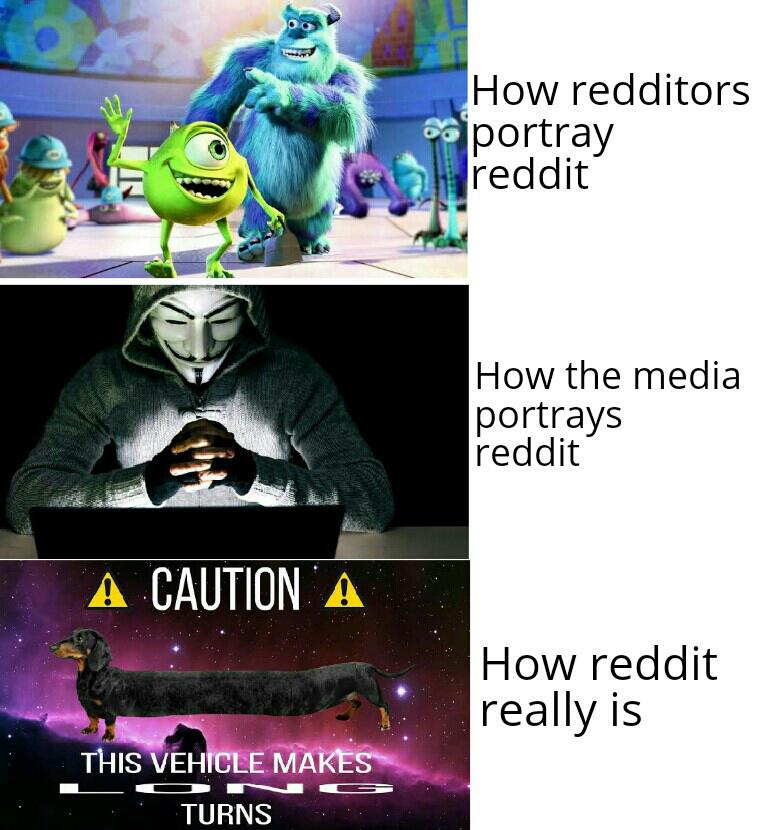 How redditors
portray
reddit
How the media
portrays
reddit
CAUTION
THIS VEHICLE MAKES
LONG
TURNS
How reddit
really is